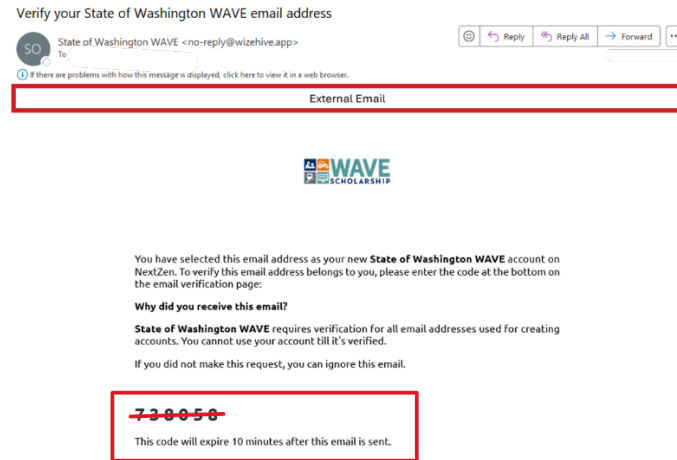 Verify your State of Washington WAVE email address
SO
State of Washington WAVE <no-reply@wizehive.app>
To
Reply
Reply All
Forward
If there are problems with how this message is displayed, click here to view it in a web browser.
External Email
WAVE
SCHOLARSHIP
You have selected this email address as your new State of Washington WAVE account on
NextZen. To verify this email address belongs to you, please enter the code at the bottom on
the email verification page:
Why did you receive this email?
State of Washington WAVE requires verification for all email addresses used for creating
accounts. You cannot use your account till it's verified.
If you did not make this request, you can ignore this email.
738058
This code will expire 10 minutes after this email is sent.